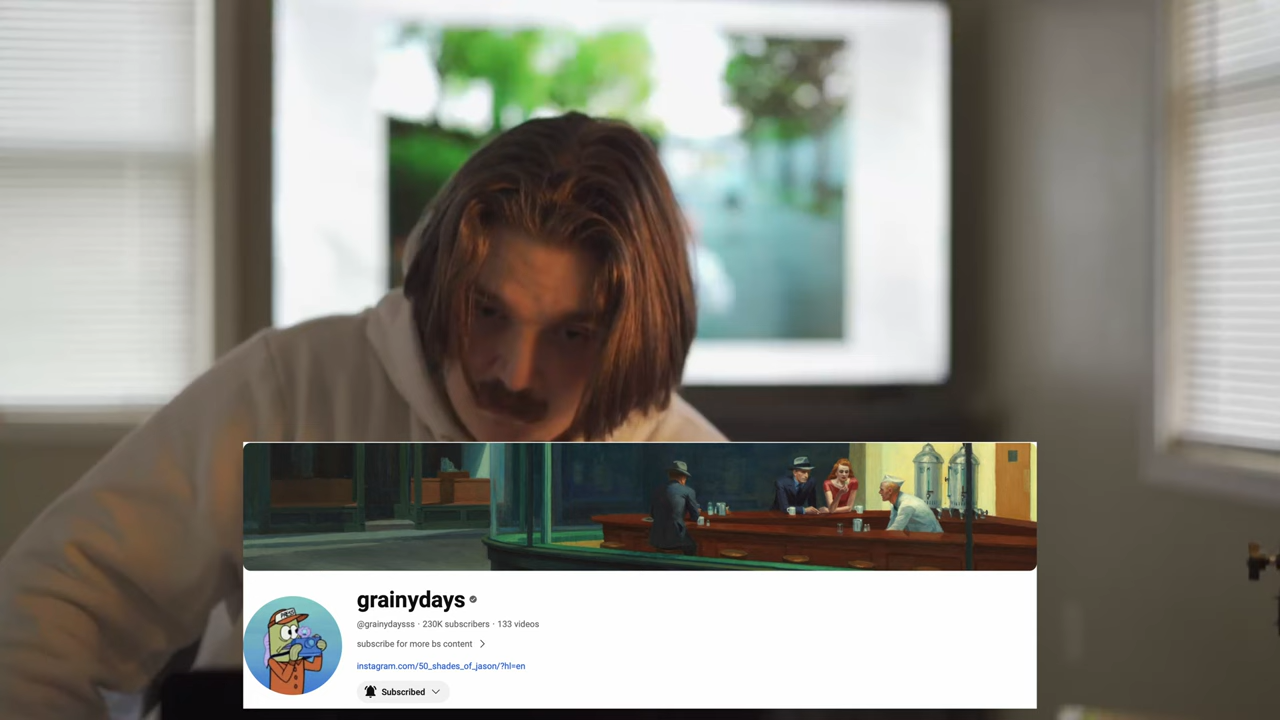 grainydays
@grainydaysss · 230K subscribers · 133 videos
subscribe for more bs content
instagram.com/50_shades_of_jason/?hl=en
Subscribed